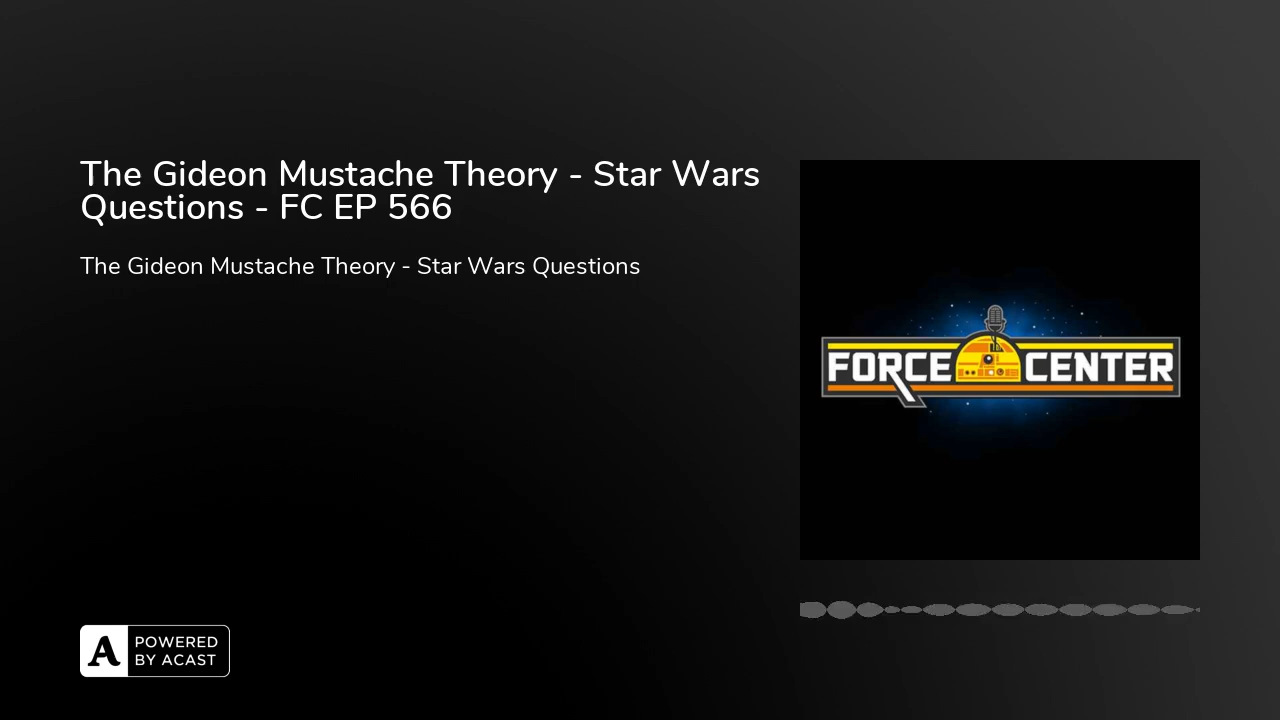 The Gideon Mustache Theory - Star Wars
Questions - FC EP 566
The Gideon Mustache Theory - Star Wars Questions
FORCE CENTER
A POWERED
BY ACAST